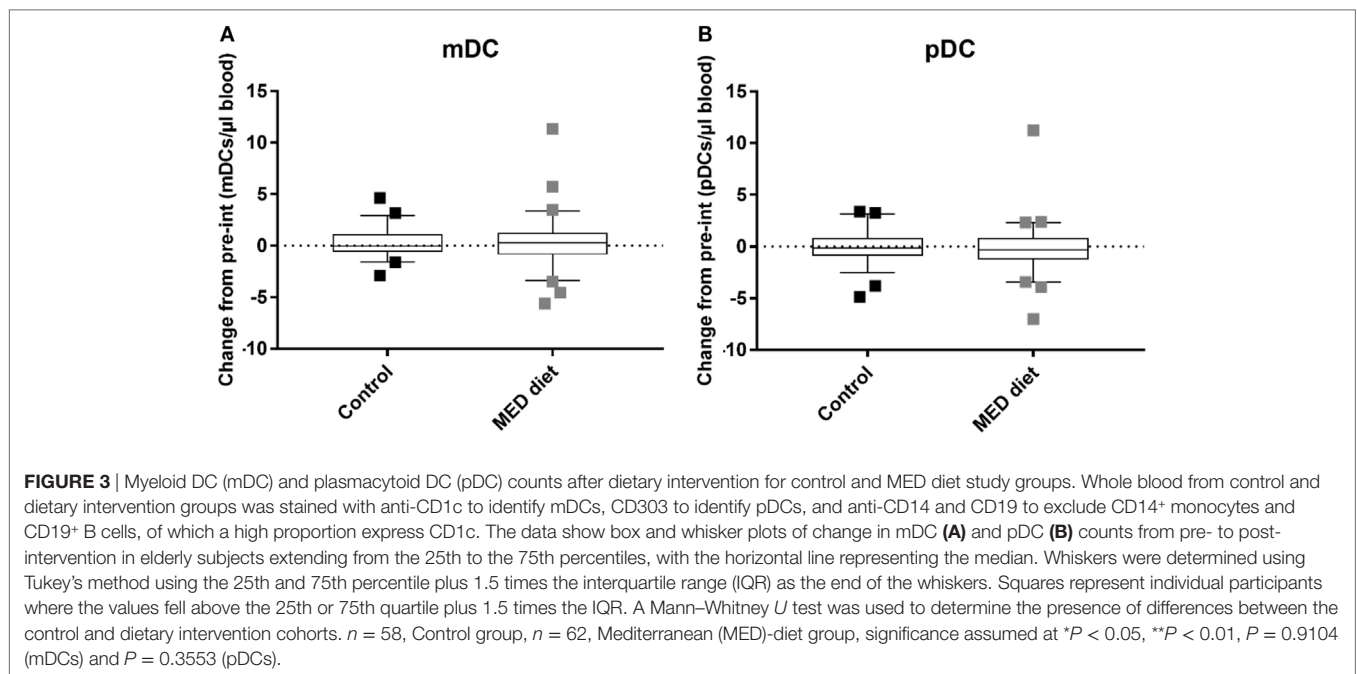 A
mDC
Change from pre-int (mDCs/µl blood)
15
10
5
0
-5
-10
Control
MED diet
B
pDC
Change from pre-int (pDCs/µl blood)
15
10
5
0
-5
-10
Control
MED diet
FIGURE 3 | Myeloid DC (mDC) and plasmacytoid DC (pDC) counts after dietary intervention for control and MED diet study groups. Whole blood from control and
dietary intervention groups was stained with anti-CD1c to identify mDCs, CD303 to identify pDCs, and anti-CD14 and CD19 to exclude CD14⁺ monocytes and
CD19⁺ B cells, of which a high proportion express CD1c. The data show box and whisker plots of change in mDC (A) and pDC (B) counts from pre- to post-
intervention in elderly subjects extending from the 25th to the 75th percentiles, with the horizontal line representing the median. Whiskers were determined using
Tukey's method using the 25th and 75th percentile plus 1.5 times the interquartile range (IQR) as the end of the whiskers. Squares represent individual participants
where the values fell above the 25th or 75th quartile plus 1.5 times the IQR. A Mann–Whitney U test was used to determine the presence of differences between the
control and dietary intervention cohorts. n = 58, Control group, n = 62, Mediterranean (MED)-diet group, significance assumed at *P < 0.05, **P < 0.01, P = 0.9104
(mDCs) and P = 0.3553 (pDCs).